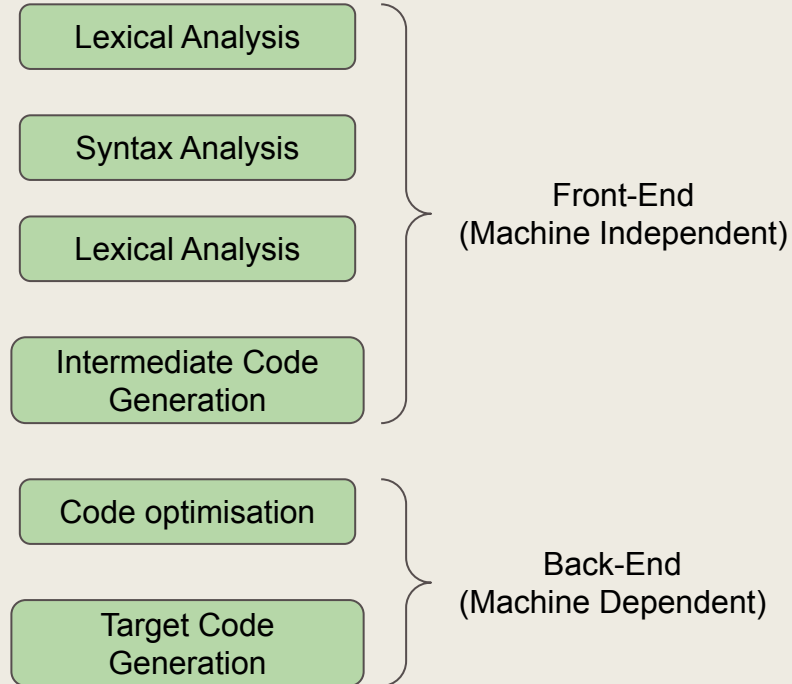 Lexical Analysis
Syntax Analysis
Lexical Analysis
Intermediate Code
Generation
Front-End
(Machine Independent)
Code optimisation
Target Code
Generation
Back-End
(Machine Dependent)